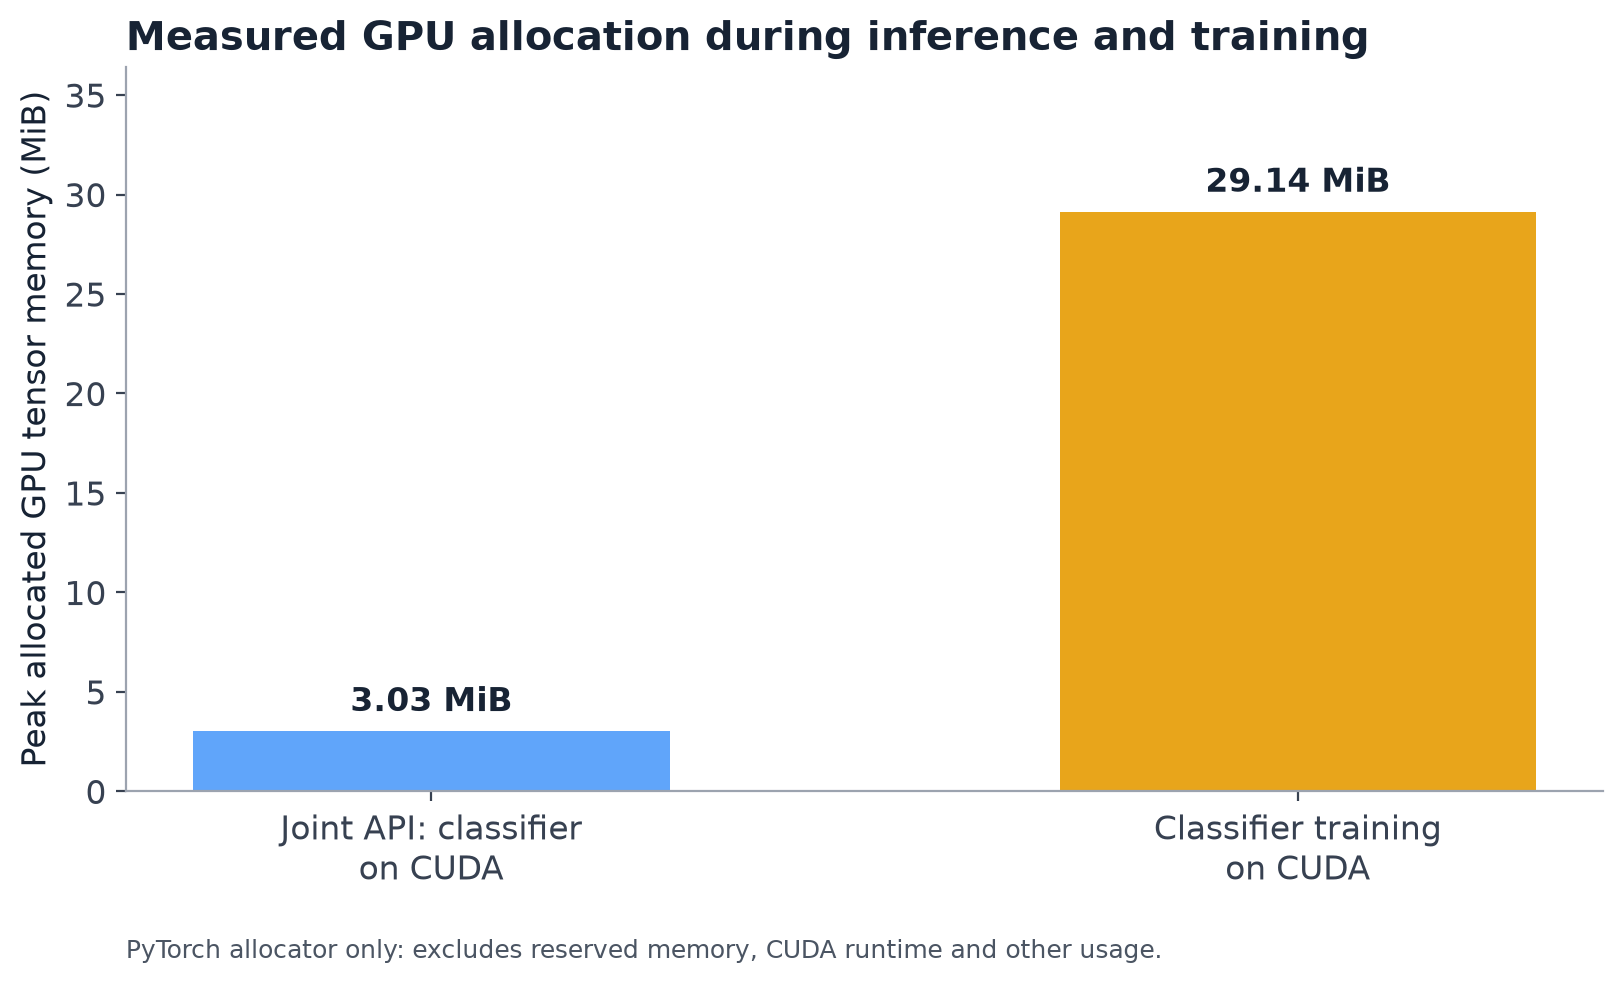 Measured GPU allocation during inference and training
Peak allocated GPU tensor memory (MiB)
35
30
25
20
15
10
5
0
29.14 MiB
3.03 MiB
Joint API: classifier
on CUDA
Classifier training
on CUDA
PyTorch allocator only: excludes reserved memory, CUDA runtime and other usage.